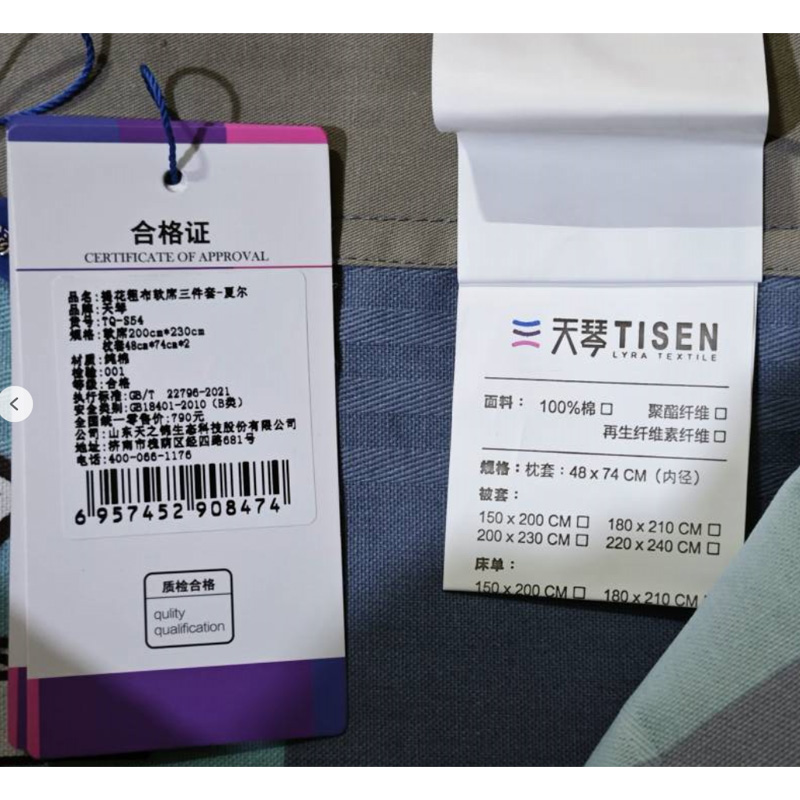 合格证
CERTIFICATE OF APPROVAL
品名:提花粗布软席三件套-夏尔
品牌:天琴
货号:TQ-S54
规格:软席200cm*230cm
枕套48cm*74cm*2
材质:纯棉
检验:001
等级:合格
执行标准:GB/T 22796-2021
安全类别:GB18401-2010(B类)
全国统一零售价:790元
公司:山东天之锦生态科技股份有限公司
地址:济南市槐荫区经四路681号
电话:400-066-1176
6 957452 908474
质检合格
qulity
qualification
天琴TISEN
LYRA TEXTILE
面料: 100%棉□ 聚酯纤维□
再生纤维素纤维□
规格:枕套:48 x 74 CM(内径)
被套:
150 x 200 CM□ 180 x 210 CM□
200 x 230 CM□ 220 x 240 CM□
床单:
150 x 200 CM□ 180 x 210 CM